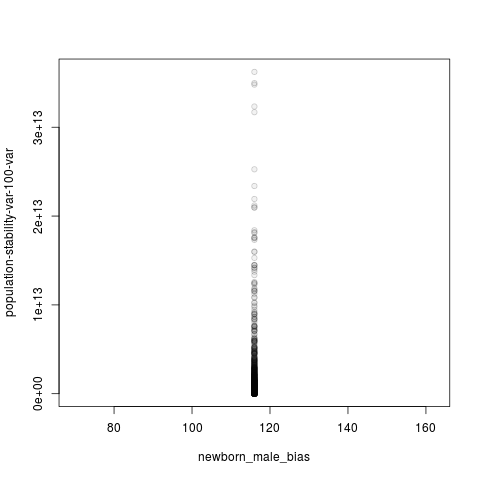 population-stability-var-100-var
3e+13
2e+13
1e+13
0e+00
80 100 120 140 160
newborn_male_bias